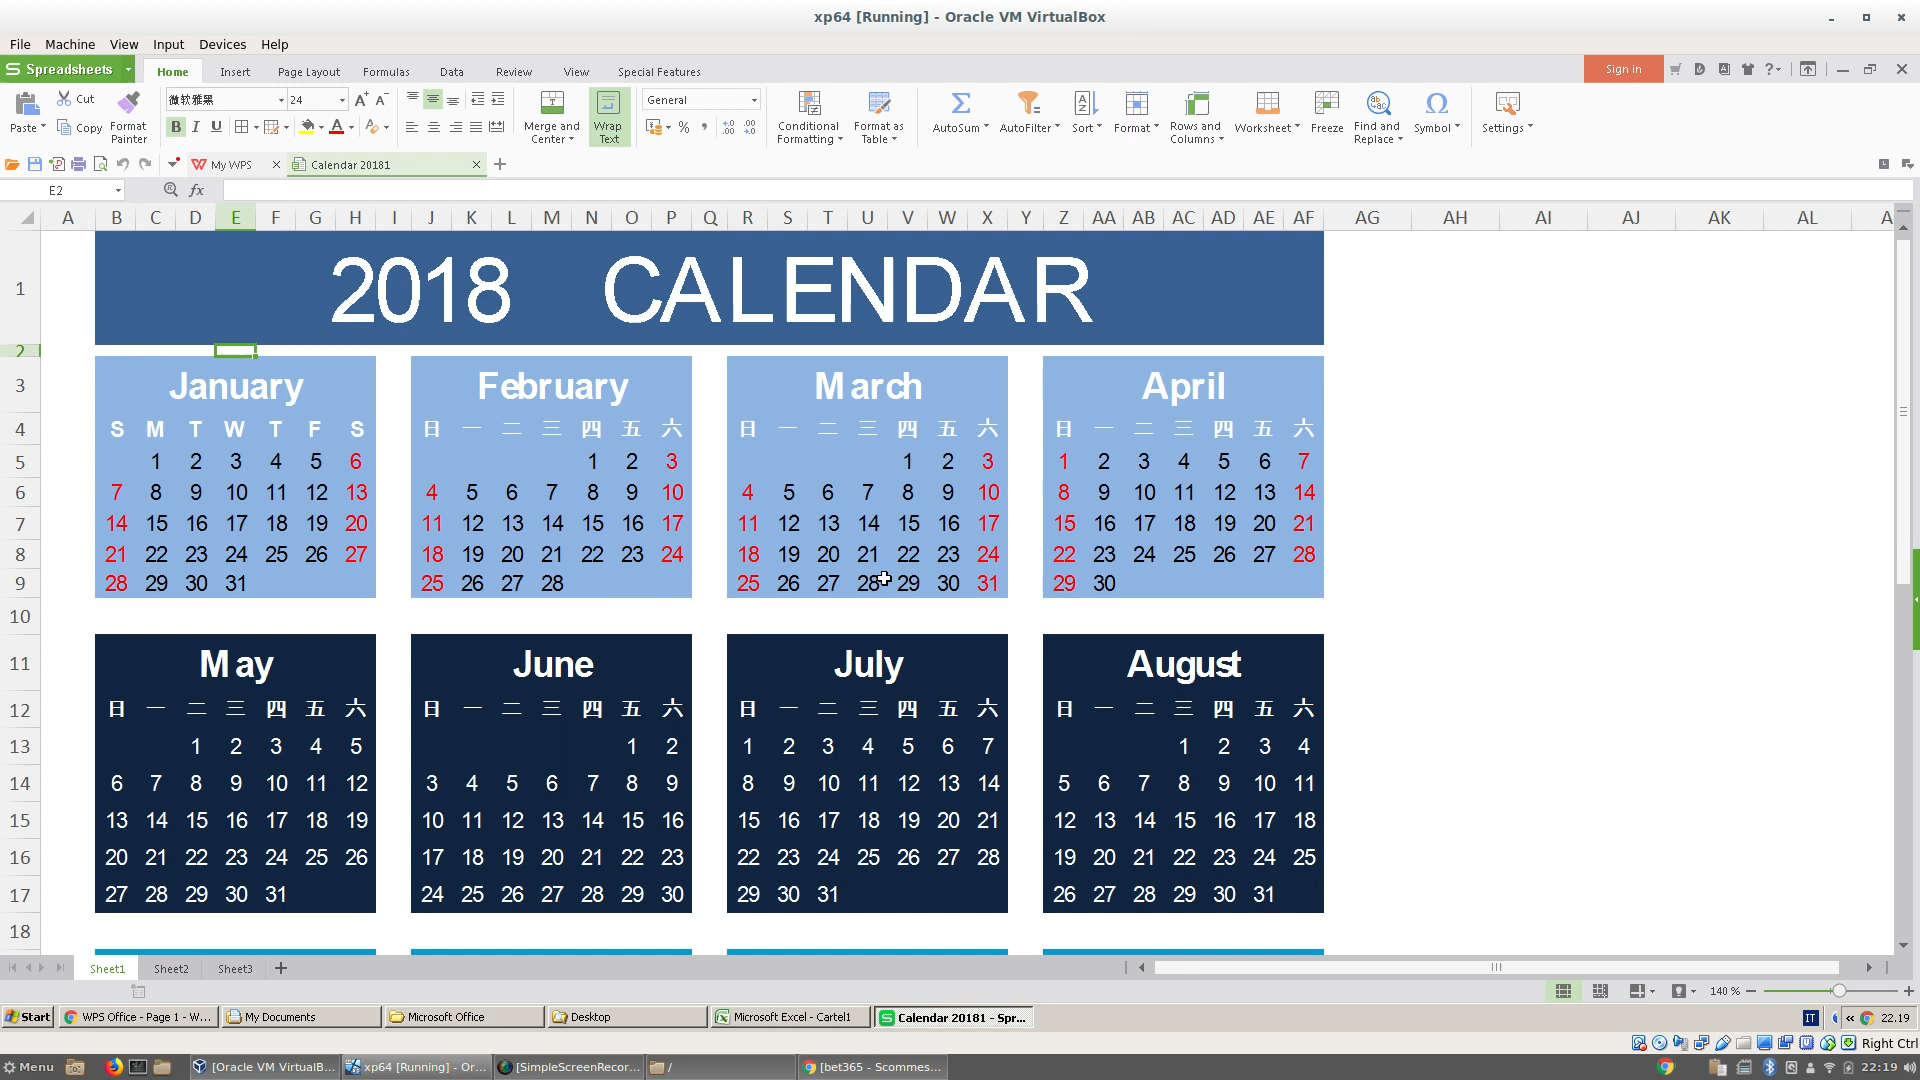 xp64 [Running] - Oracle VM VirtualBox
File Machine View Input Devices Help
Spreadsheets Home Insert Page Layout Formulas Data Review View Special Features Sign in
Cut 微软雅黑 24 General
Paste Copy Format Painter B I U Merge and Center Wrap Text Conditional Formatting Format as Table AutoSum AutoFilter Sort Format Rows and Columns Worksheet Freeze Find and Replace Symbol Settings
My WPS Calendar 20181
E2 fx
A B C D E F G H I J K L M N O P Q R S T U V W X Y Z AA AB AC AD AE AF AG AH AI AJ AK AL A
1 2018 CALENDAR
2
3 January February March April
4 S M T W T F S 日 一 二 三 四 五 六 日 一 二 三 四 五 六 日 一 二 三 四 五 六
5 1 2 3 4 5 6 1 2 3 1 2 3 1 2 3 4 5 6 7
6 7 8 9 10 11 12 13 4 5 6 7 8 9 10 4 5 6 7 8 9 10 8 9 10 11 12 13 14
7 14 15 16 17 18 19 20 11 12 13 14 15 16 17 11 12 13 14 15 16 17 15 16 17 18 19 20 21
8 21 22 23 24 25 26 27 18 19 20 21 22 23 24 18 19 20 21 22 23 24 22 23 24 25 26 27 28
9 28 29 30 31 25 26 27 28 25 26 27 28 29 30 31 29 30
10
11 May June July August
12 日 一 二 三 四 五 六 日 一 二 三 四 五 六 日 一 二 三 四 五 六 日 一 二 三 四 五 六
13 1 2 3 4 5 1 2 1 2 3 4 5 6 7 1 2 3 4
14 6 7 8 9 10 11 12 3 4 5 6 7 8 9 8 9 10 11 12 13 14 5 6 7 8 9 10 11
15 13 14 15 16 17 18 19 10 11 12 13 14 15 16 15 16 17 18 19 20 21 12 13 14 15 16 17 18
16 20 21 22 23 24 25 26 17 18 19 20 21 22 23 22 23 24 25 26 27 28 19 20 21 22 23 24 25
17 27 28 29 30 31 24 25 26 27 28 29 30 29 30 31 26 27 28 29 30 31
18
Sheet1 Sheet2 Sheet3
140 %
Start WPS Office - Page 1 - W... My Documents Microsoft Office Desktop Microsoft Excel - Cartel1 Calendar 20181 - Spr... IT 22.19
Right Ctrl
Menu [Oracle VM VirtualB... xp64 [Running] - Or... [SimpleScreenRecor... / [bet365 - Scommes... 22:19